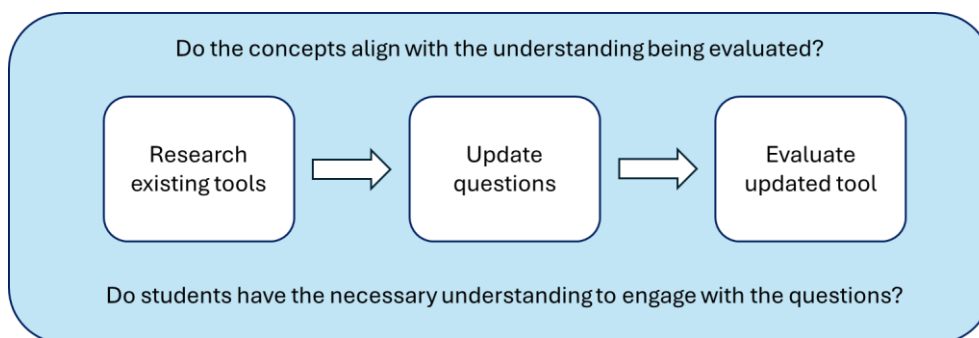 Do the concepts align with the understanding being evaluated?
Research
existing tools
Update
questions
Evaluate
updated tool
Do students have the necessary understanding to engage with the questions?